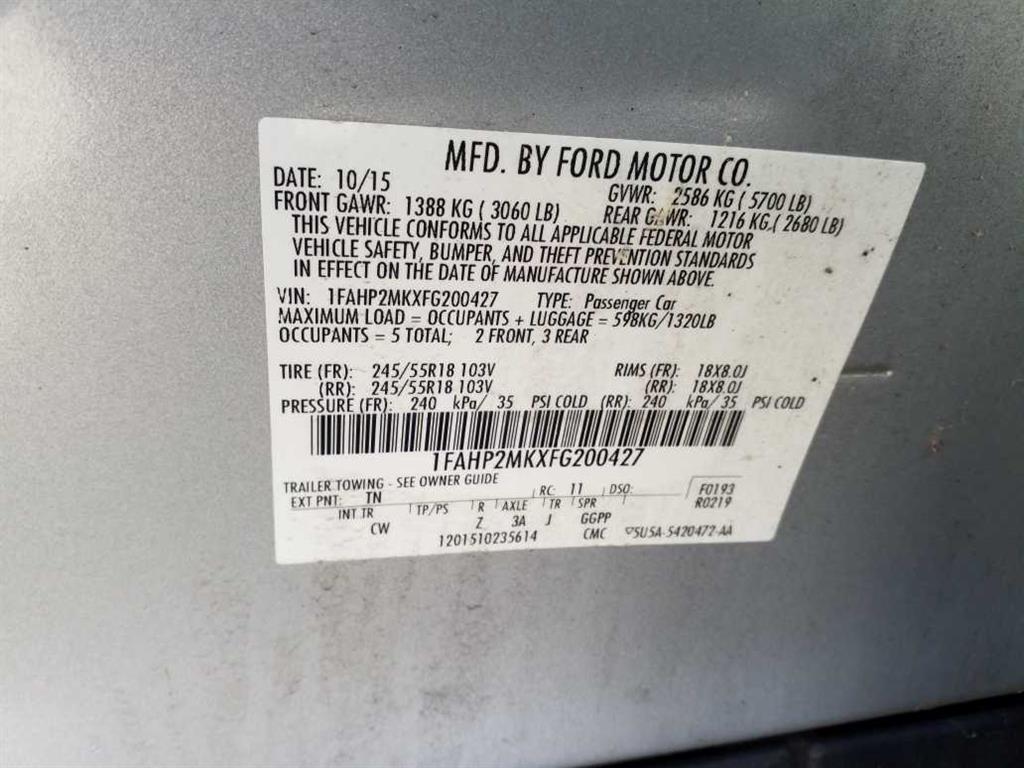 MFD. BY FORD MOTOR CO.
DATE: 10/15 GVWR: 2586 KG ( 5700 LB)
FRONT GAWR: 1388 KG ( 3060 LB) REAR GAWR: 1216 KG ( 2680 LB)
THIS VEHICLE CONFORMS TO ALL APPLICABLE FEDERAL MOTOR
VEHICLE SAFETY, BUMPER, AND THEFT PREVENTION STANDARDS
IN EFFECT ON THE DATE OF MANUFACTURE SHOWN ABOVE.
VIN: 1FAHP2MKXFG200427 TYPE: Passenger Car
MAXIMUM LOAD = OCCUPANTS + LUGGAGE = 598KG/1320LB
OCCUPANTS = 5 TOTAL; 2 FRONT, 3 REAR
TIRE (FR): 245/55R18 103V RIMS (FR): 18X8.0J
(RR): 245/55R18 103V (RR): 18X8.0J
PRESSURE (FR): 240 kPa/ 35 PSI COLD (RR): 240 kPa/ 35 PSI COLD
1FAHP2MKXFG200427
TRAILER TOWING - SEE OWNER GUIDE
EXT PNT: TN RC: 11 DSO: F0193
R0219
INT TR TP/PS R AXLE TR SPR
CW Z 3A J GGPP
1201510235614 CMC 5U5A-5420472-AA